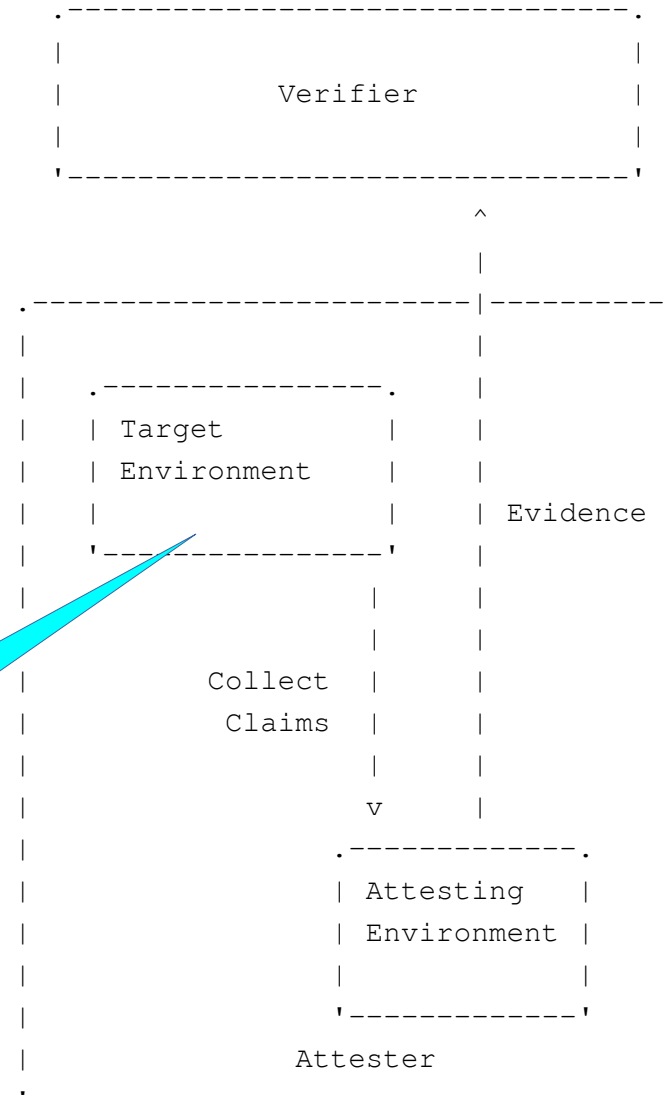 Verifier
Target
Environment
Evidence
Collect
Claims
v
Attesting
Environment
Attester